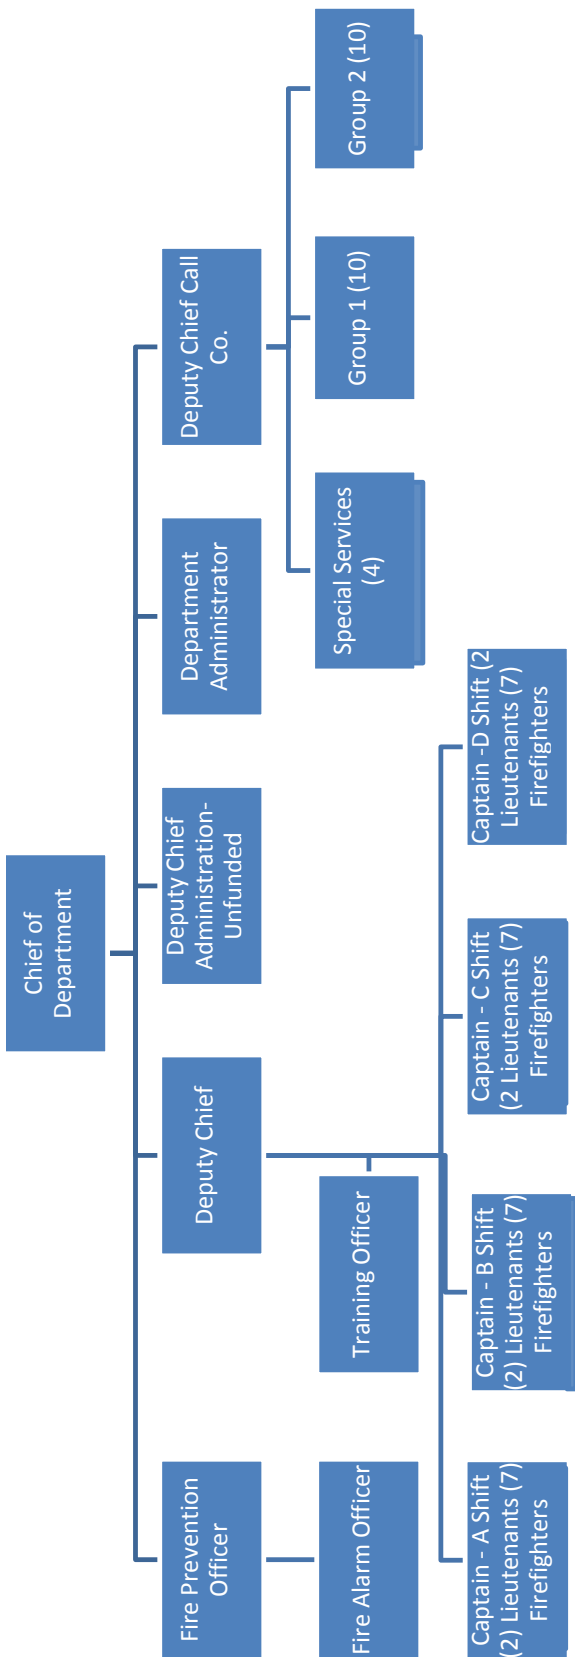 Chief of
Department
Fire Prevention
Officer
Deputy Chief
Deputy Chief
Administration-
Unfunded
Department
Administrator
Deputy Chief Call
Co.
Fire Alarm Officer
Training Officer
Special Services
(4)
Group 1 (10)
Group 2 (10)
Captain - A Shift
(2) Lieutenants (7)
Firefighters
Captain - B Shift
(2) Lieutenants (7)
Firefighters
Captain - C Shift
(2 Lieutenants (7)
Firefighters
Captain -D Shift (2
Lieutenants (7)
Firefighters